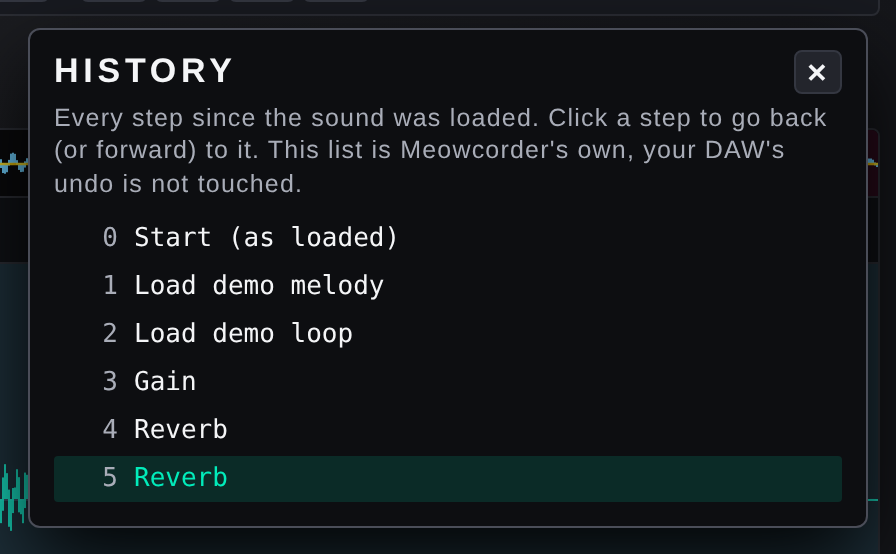 HISTORY
×
Every step since the sound was loaded. Click a step to go back
(or forward) to it. This list is Meowcorder's own, your DAW's
undo is not touched.
0 Start (as loaded)
1 Load demo melody
2 Load demo loop
3 Gain
4 Reverb
5 Reverb